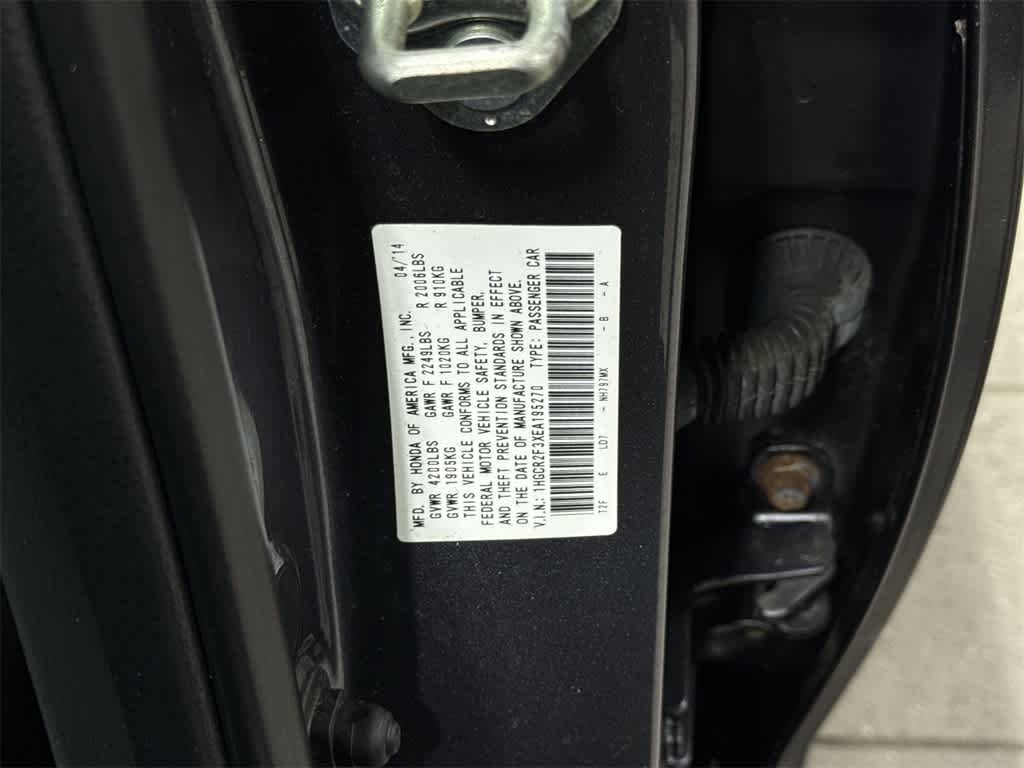 MFD. BY HONDA OF AMERICA MFG., INC. 04/'14
GVWR 4200LBS GAWR F 2249LBS R 2006LBS
GVWR 1905KG GAWR F 1020KG R 910KG
THIS VEHICLE CONFORMS TO ALL APPLICABLE
FEDERAL MOTOR VEHICLE SAFETY, BUMPER,
AND THEFT PREVENTION STANDARDS IN EFFECT
ON THE DATE OF MANUFACTURE SHOWN ABOVE.
V.I.N.: 1HGCR2F3XEA195270 TYPE: PASSENGER CAR
T2F E LD7 - NH797MX - B - A